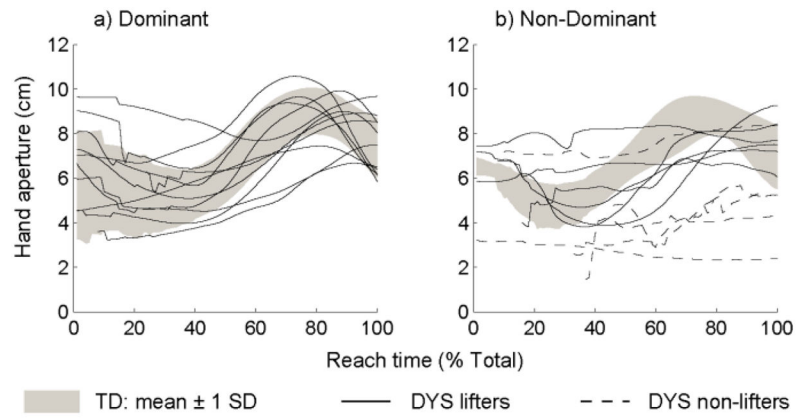 a) Dominant
b) Non-Dominant
Hand aperture (cm)
12
10
8
6
4
2
0
0 20 40 60 80 100
12
10
8
6
4
2
0
0 20 40 60 80 100
Reach time (% Total)
TD: mean ± 1 SD
DYS lifters
DYS non-lifters